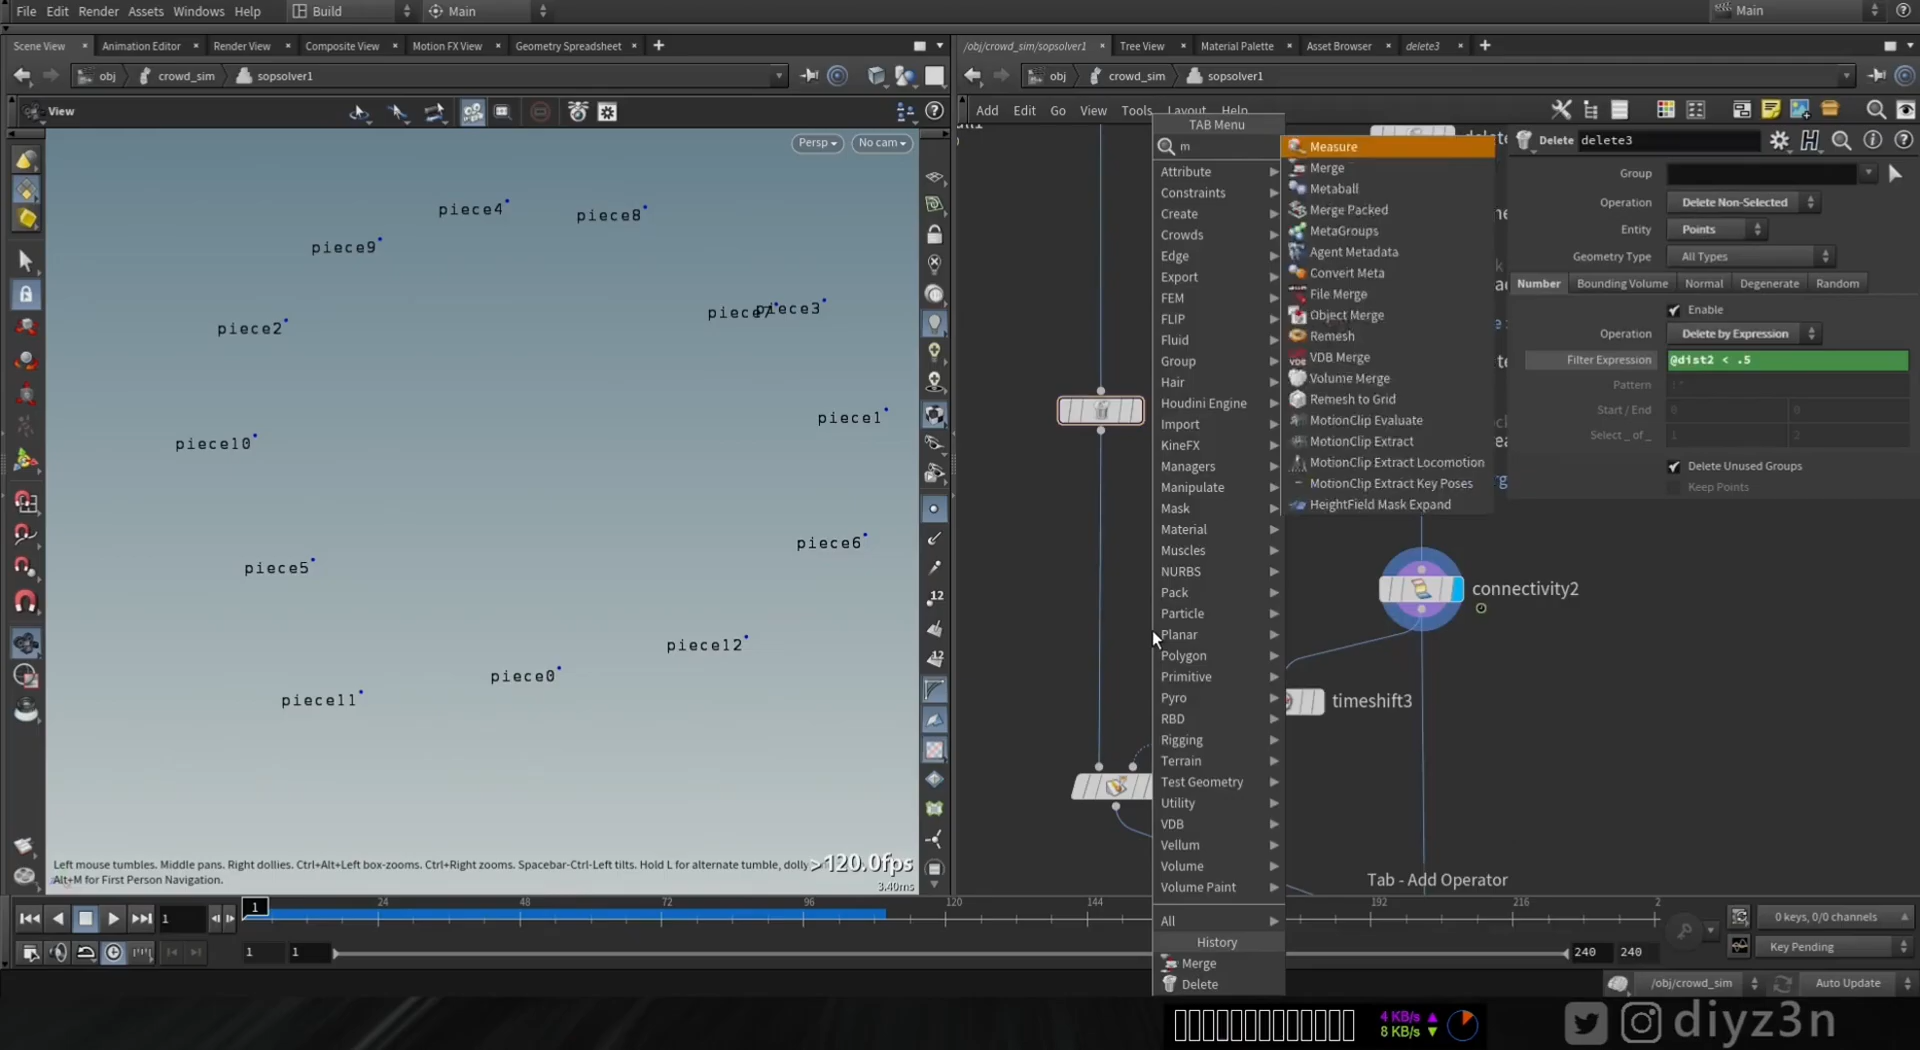 File Edit Render Assets Windows Help Build Main Main
Scene View Animation Editor Render View Composite View Motion FX View Geometry Spreadsheet
/obj/crowd_sim/sopsolver1 Tree View Material Palette Asset Browser delete3
obj crowd_sim sopsolver1
obj crowd_sim sopsolver1
View
Persp No cam
piece4
piece8
piece9
piece3
piece7
piece2
piece1
piece10
piece6
piece5
piece12
piece0
piece11
12
12
Left mouse tumbles. Middle pans. Right dollies. Ctrl+Alt+Left box-zooms. Ctrl+Right zooms. Spacebar-Ctrl-Left tilts. Hold L for alternate tumble, dolly
Alt+M for First Person Navigation.
>120.0fps
3.40ms
Add Edit Go View Tools Layout Help
TAB Menu
m
Attribute
Constraints
Create
Crowds
Edge
Export
FEM
FLIP
Fluid
Group
Hair
Houdini Engine
Import
KineFX
Managers
Manipulate
Mask
Material
Muscles
NURBS
Pack
Particle
Planar
Polygon
Primitive
Pyro
RBD
Rigging
Terrain
Test Geometry
Utility
VDB
Vellum
Volume
Volume Paint
All
History
Merge
Delete
Measure
Merge
Metaball
Merge Packed
MetaGroups
Agent Metadata
Convert Meta
File Merge
Object Merge
Remesh
VDB Merge
Volume Merge
Remesh to Grid
MotionClip Evaluate
MotionClip Extract
MotionClip Extract Locomotion
MotionClip Extract Key Poses
HeightField Mask Expand
connectivity2
timeshift3
Tab - Add Operator
Delete delete3
Group
Operation Delete Non-Selected
Entity Points
Geometry Type All Types
Number Bounding Volume Normal Degenerate Random
Enable
Operation Delete by Expression
Filter Expression @dist2 < .5
Pattern
Start / End 0 0
Select _ of _ 1 2
Delete Unused Groups
Keep Points
1 1 24 48 72 96 120 144 192 216 2
1 1 240 240
0 keys, 0/0 channels
Key Pending
/obj/crowd_sim Auto Update
4 KB/s
8 KB/s
diyz3n